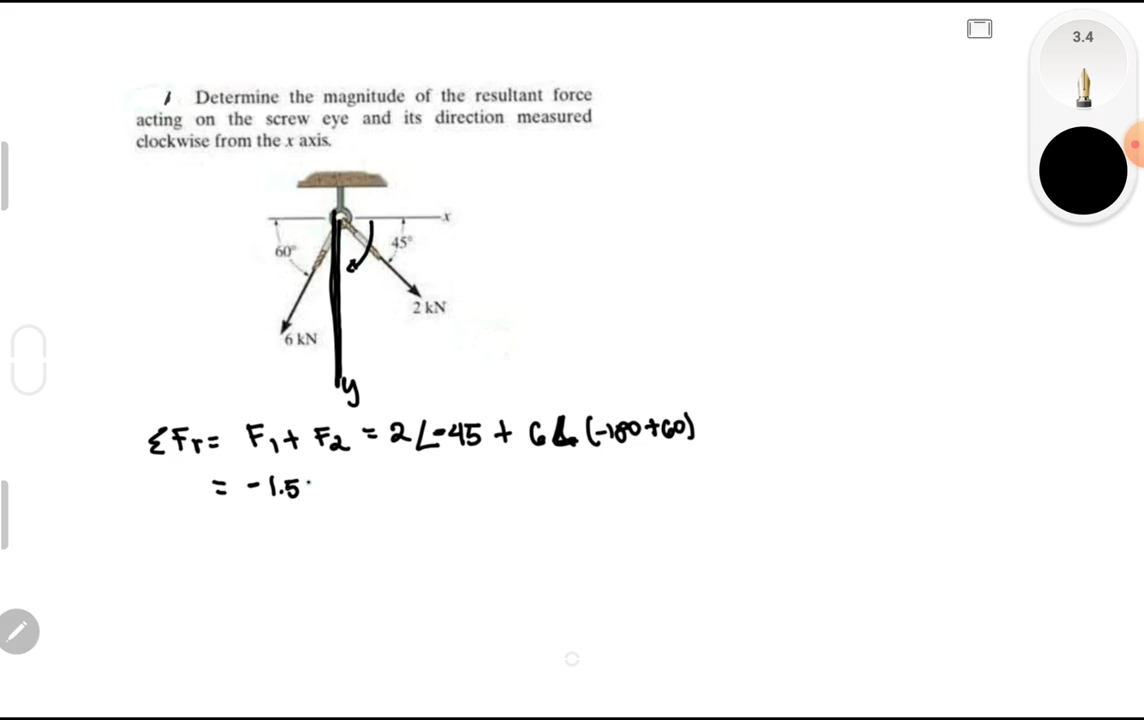 3.4
1 Determine the magnitude of the resultant force
acting on the screw eye and its direction measured
clockwise from the x axis.
x
60°
45°
2 kN
6 kN
y
ΣFr = F1 + F2 = 2∠-45 + 6∠(-180+60)
= -1.5